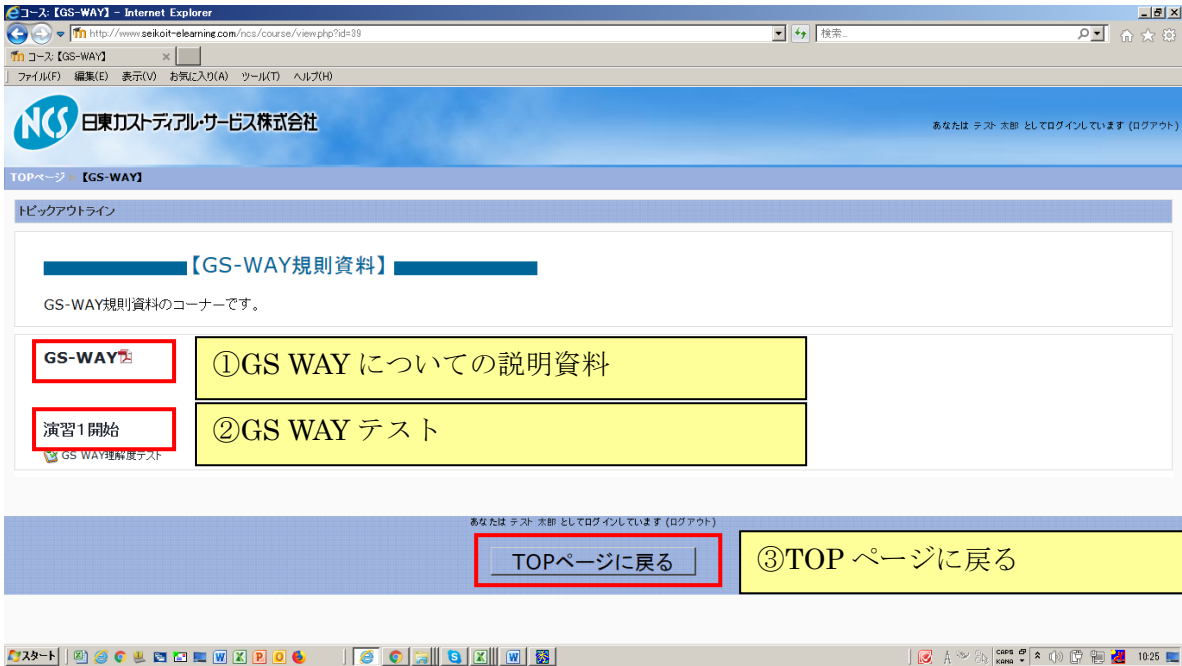 コース:【GS-WAY】 - Internet Explorer
http://www.seikoit-elearning.com/ncs/course/view.php?id=39
検索...
コース:【GS-WAY】
ファイル(F) 編集(E) 表示(V) お気に入り(A) ツール(T) ヘルプ(H)
NCS 日東カストディアル・サービス株式会社
あなたは テスト 太郎 としてログインしています (ログアウト)
TOPページ » 【GS-WAY】
トピックアウトライン
【GS-WAY規則資料】
GS-WAY規則資料のコーナーです。
GS-WAY
①GS WAY についての説明資料
演習1開始
②GS WAY テスト
GS WAY理解度テスト
あなたは テスト 太郎 としてログインしています (ログアウト)
TOPページに戻る
③TOP ページに戻る
スタート
CAPS
KANA
10:25